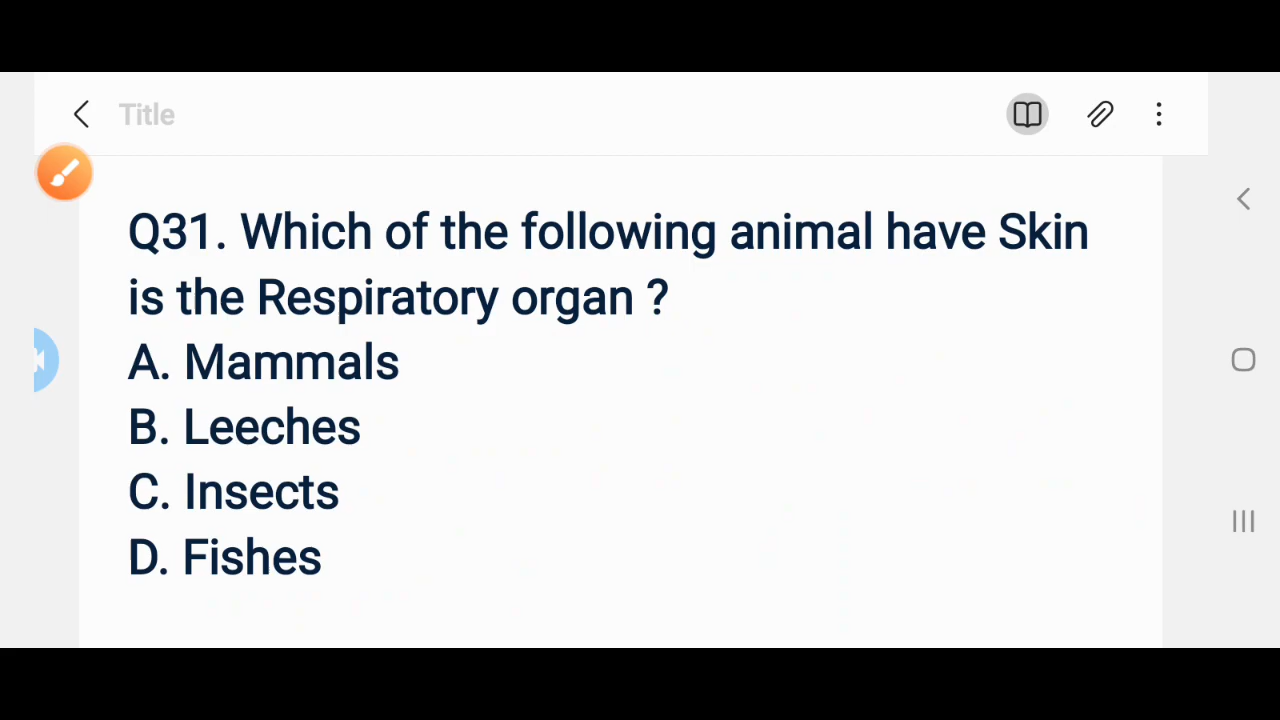 Title
Q31. Which of the following animal have Skin
is the Respiratory organ ?
A. Mammals
B. Leeches
C. Insects
D. Fishes